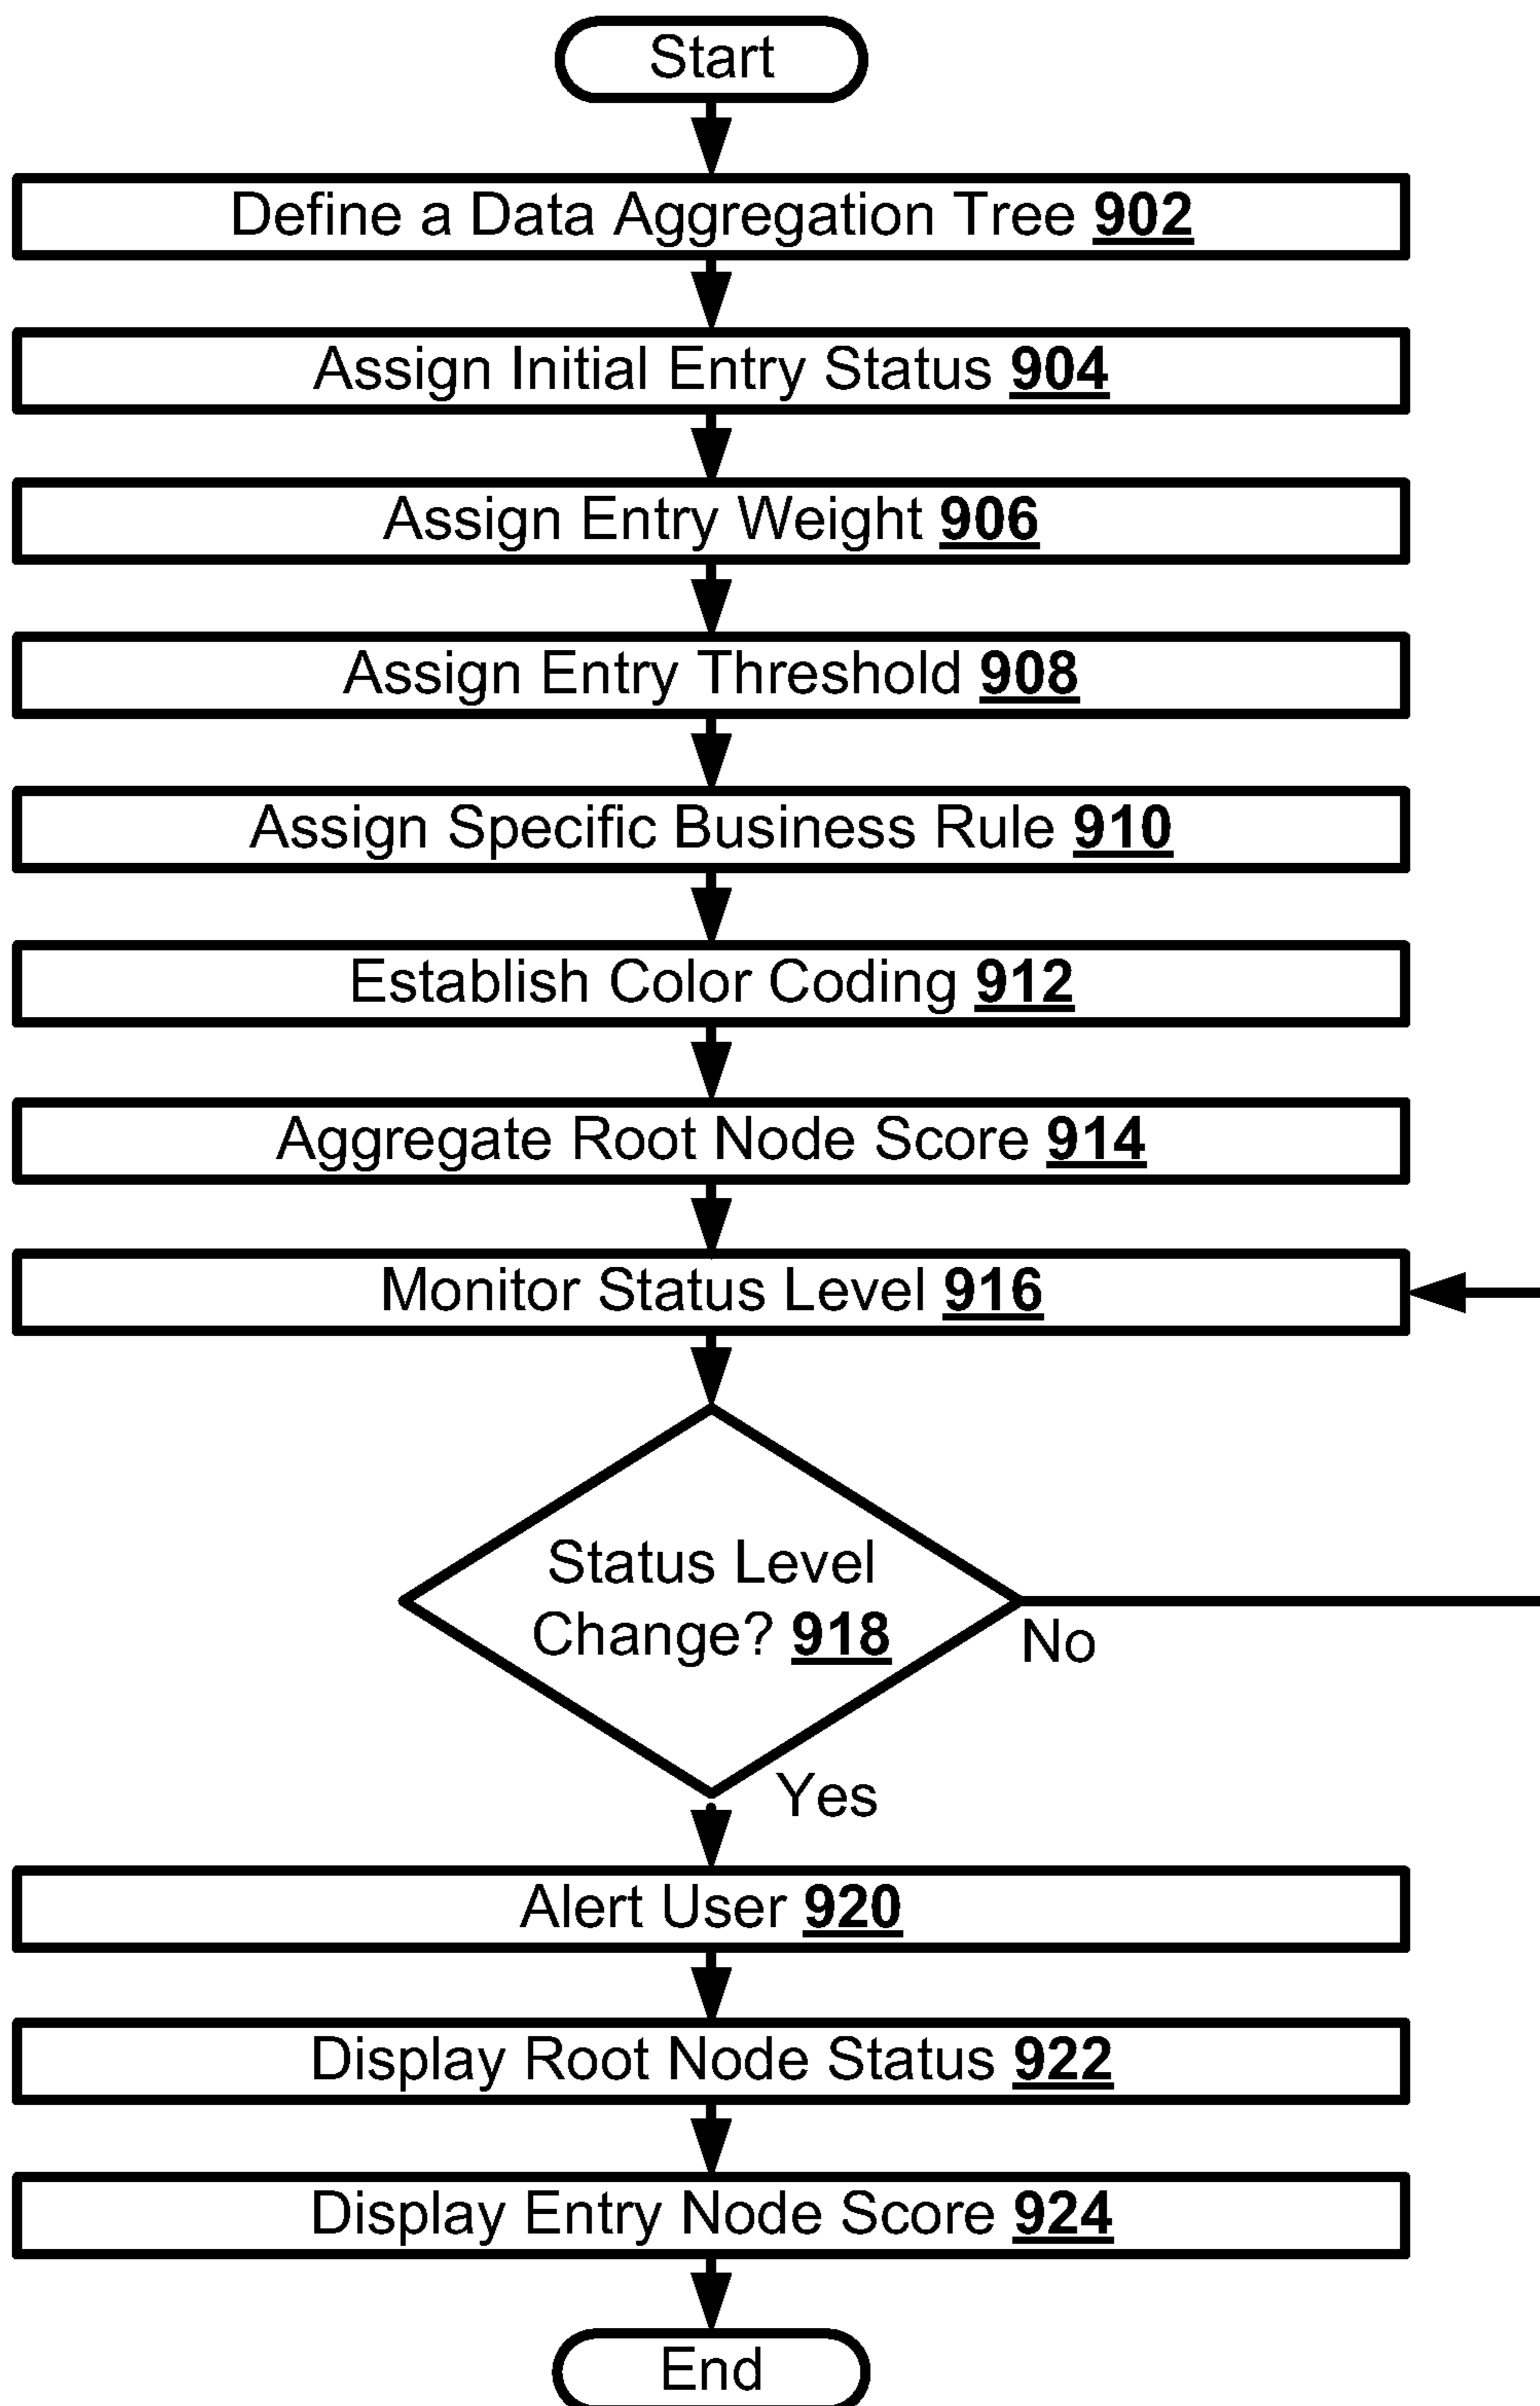 Start
Define a Data Aggregation Tree 902
Assign Initial Entry Status 904
Assign Entry Weight 906
Assign Entry Threshold 908
Assign Specific Business Rule 910
Establish Color Coding 912
Aggregate Root Node Score 914
Monitor Status Level 916
Status Level
Change? 918
No
Yes
Alert User 920
Display Root Node Status 922
Display Entry Node Score 924
End